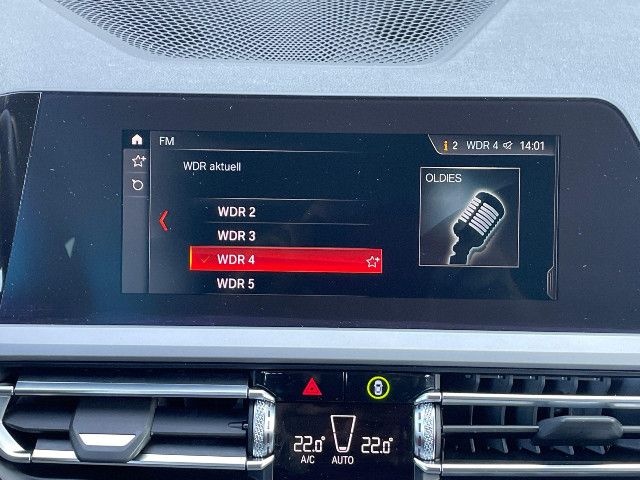 FM
i 2 WDR 4 14:01
WDR aktuell
OLDIES
WDR 2
WDR 3
WDR 4
WDR 5
22.0° 22.0°
A/C AUTO